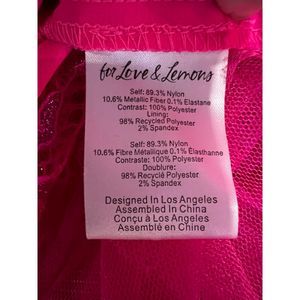 for Love & Lemons
Self: 89.3% Nylon
10.6% Metallic Fiber 0.1% Elastane
Contrast: 100% Polyester
Lining:
98% Recycled Polyester
2% Spandex
Self: 89.3% Nylon
10.6% Fibre Métallique 0.1% Élasthanne
Contraste: 100% Polyester
Doublure:
98% Recyclé Polyester
2% Spandex
Designed In Los Angeles
Assembled In China
Conçu à Los Angeles
Assemblé en Chine